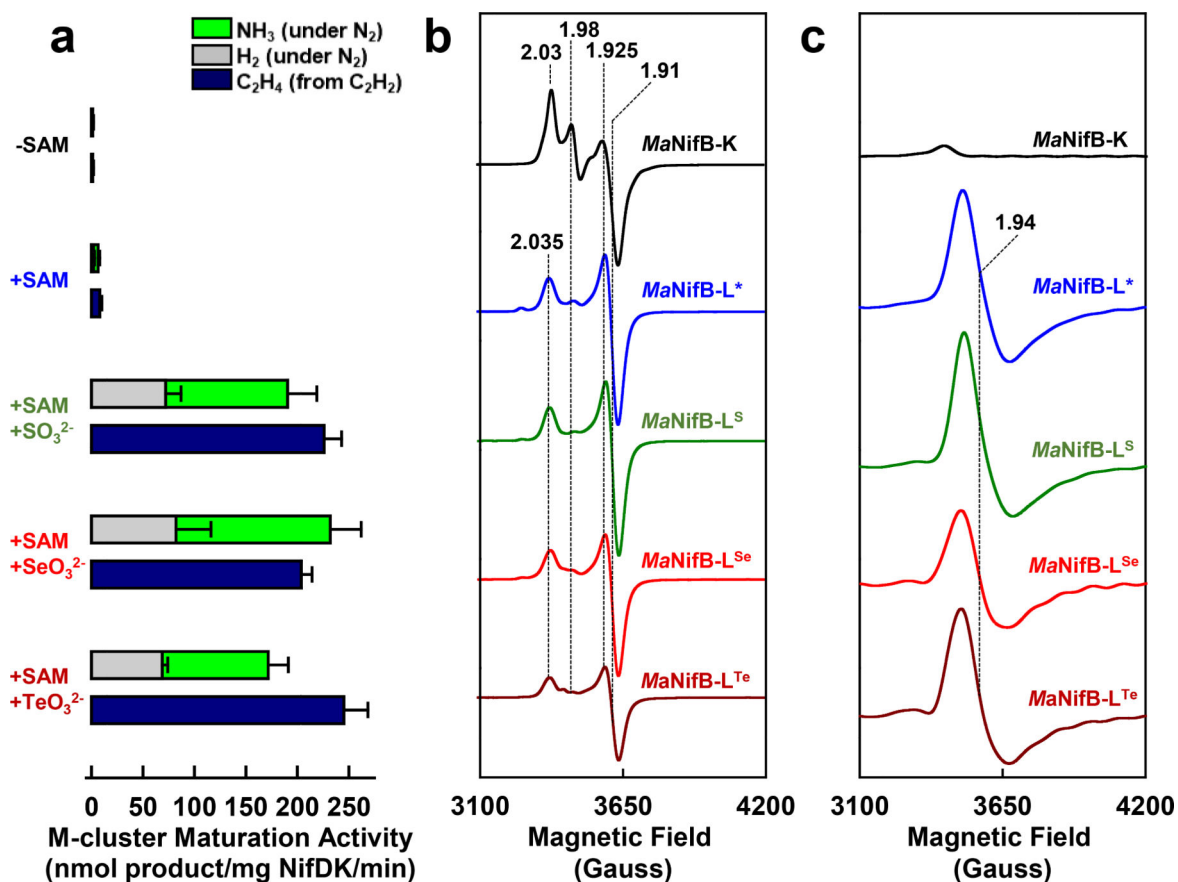 a
NH₃ (under N₂)
H₂ (under N₂)
C₂H₄ (from C₂H₂)
-SAM
+SAM
+SAM
+SO₃²⁻
+SAM
+SeO₃²⁻
+SAM
+TeO₃²⁻
0 50 100 150 200 250
M-cluster Maturation Activity
(nmol product/mg NifDK/min)
b
1.98
2.03
1.925
1.91
MaNifB-K
2.035
MaNifB-L*
MaNifB-Lˢ
MaNifB-Lˢᵉ
MaNifB-Lᵀᵉ
3100 3650 4200
Magnetic Field
(Gauss)
c
MaNifB-K
1.94
MaNifB-L*
MaNifB-Lˢ
MaNifB-Lˢᵉ
MaNifB-Lᵀᵉ
3100 3650 4200
Magnetic Field
(Gauss)